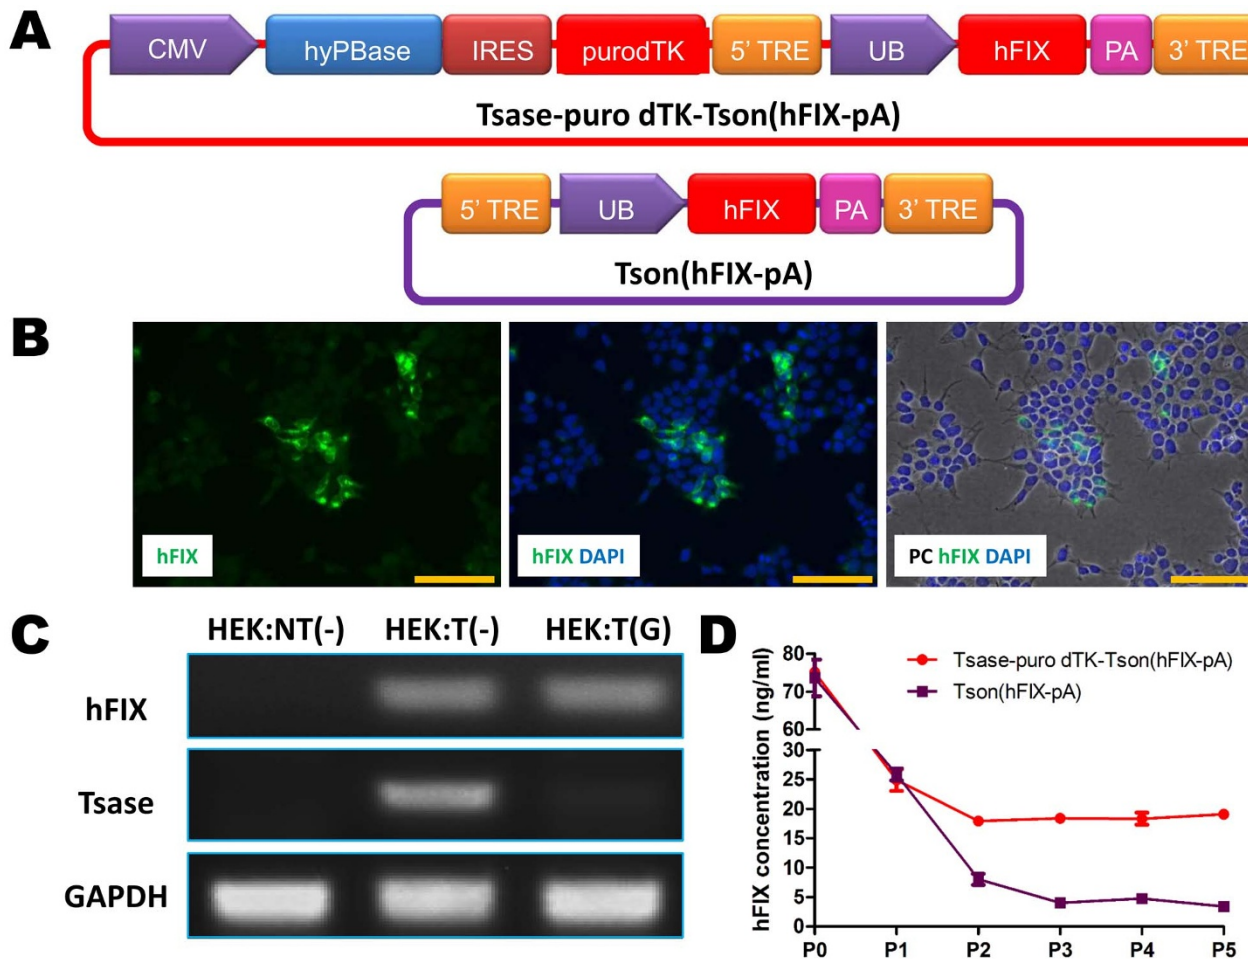 A
CMV hyPBase IRES purodTK 5' TRE UB hFIX PA 3' TRE
Tsase-puro dTK-Tson(hFIX-pA)
5' TRE UB hFIX PA 3' TRE
Tson(hFIX-pA)
B
hFIX
hFIX DAPI
PC hFIX DAPI
C
HEK:NT(-) HEK:T(-) HEK:T(G)
hFIX
Tsase
GAPDH
D
hFIX concentration (ng/ml)
80
70
60
30
25
20
15
10
5
0
P0 P1 P2 P3 P4 P5
Tsase-puro dTK-Tson(hFIX-pA)
Tson(hFIX-pA)